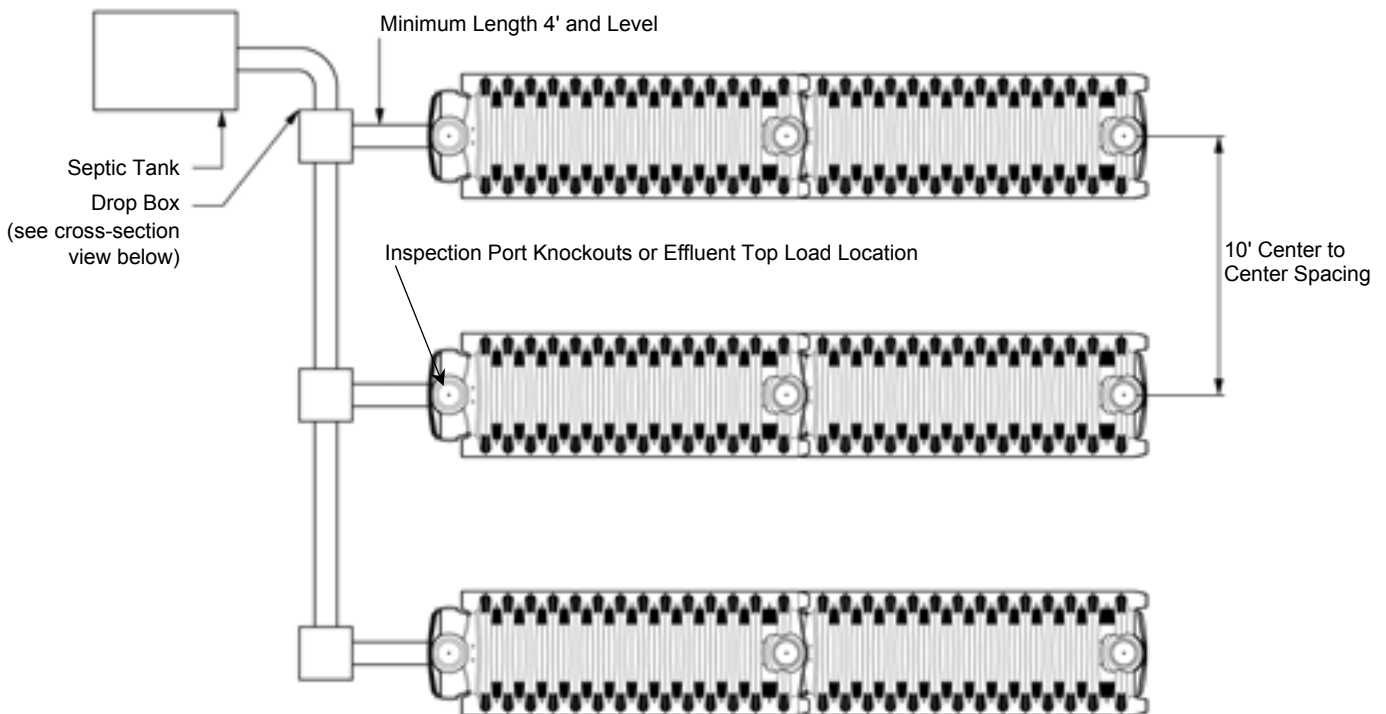 Minimum Length 4' and Level
Septic Tank
Drop Box
(see cross-section
view below)
Inspection Port Knockouts or Effluent Top Load Location
10' Center to
Center Spacing